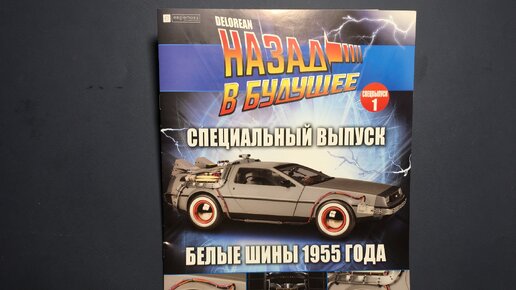 DELOREAN
НАЗАД
В БУДУЩЕЕ
СПЕЦВЫПУСК
1
СПЕЦИАЛЬНЫЙ ВЫПУСК
БЕЛЫЕ ШИНЫ 1955 ГОДА